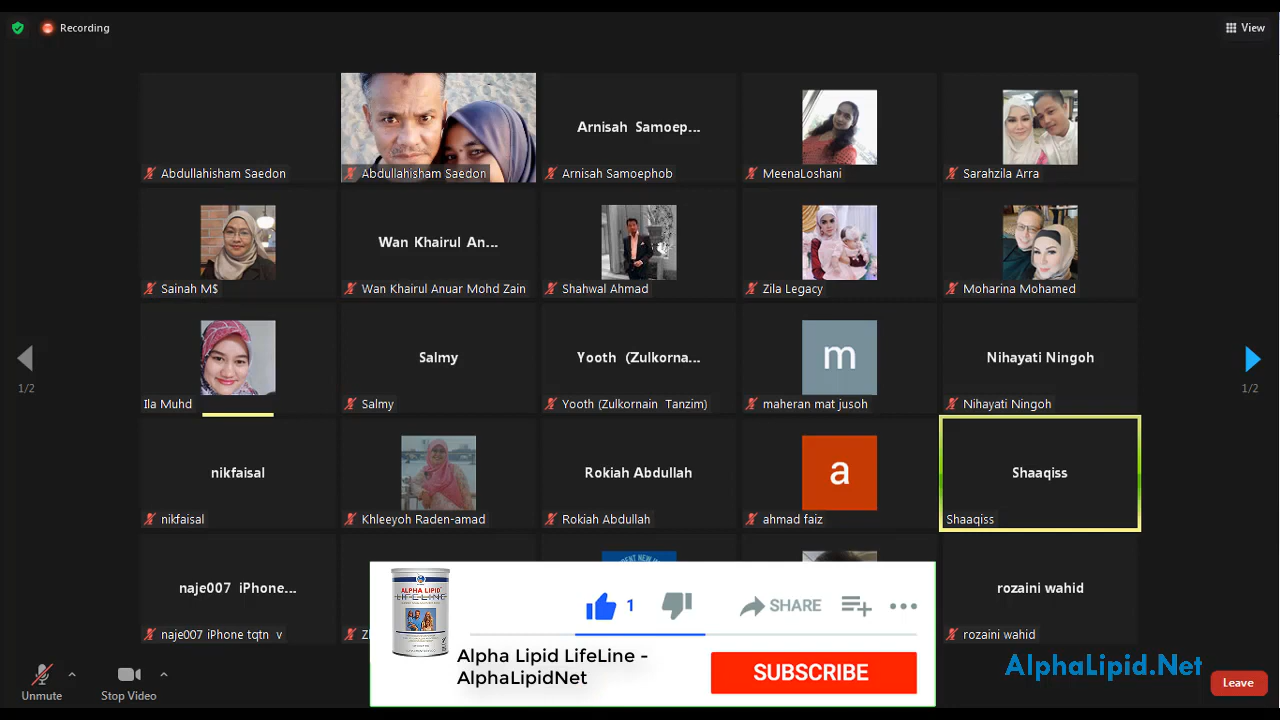 Recording
View
Abdullahisham Saedon
Abdullahisham Saedon
Arnisah Samoep...
Arnisah Samoephob
MeenaLoshani
Sarahzila Arra
Sainah M$
Wan Khairul An...
Wan Khairul Anuar Mohd Zain
Shahwal Ahmad
Zila Legacy
Moharina Mohamed
Ila Muhd
Salmy
Salmy
Yooth (Zulkorna...
Yooth (Zulkornain Tanzim)
m
maheran mat jusoh
Nihayati Ningoh
Nihayati Ningoh
1/2
1/2
nikfaisal
nikfaisal
Khleeyoh Raden-amad
Rokiah Abdullah
Rokiah Abdullah
a
ahmad faiz
Shaaqiss
Shaaqiss
naje007 iPhone...
naje007 iPhone tqtn v
rozaini wahid
rozaini wahid
ALPHA LIPID
LIFELINE
1
SHARE
Alpha Lipid LifeLine -
AlphaLipidNet
SUBSCRIBE
AlphaLipid.Net
Unmute
Stop Video
Leave